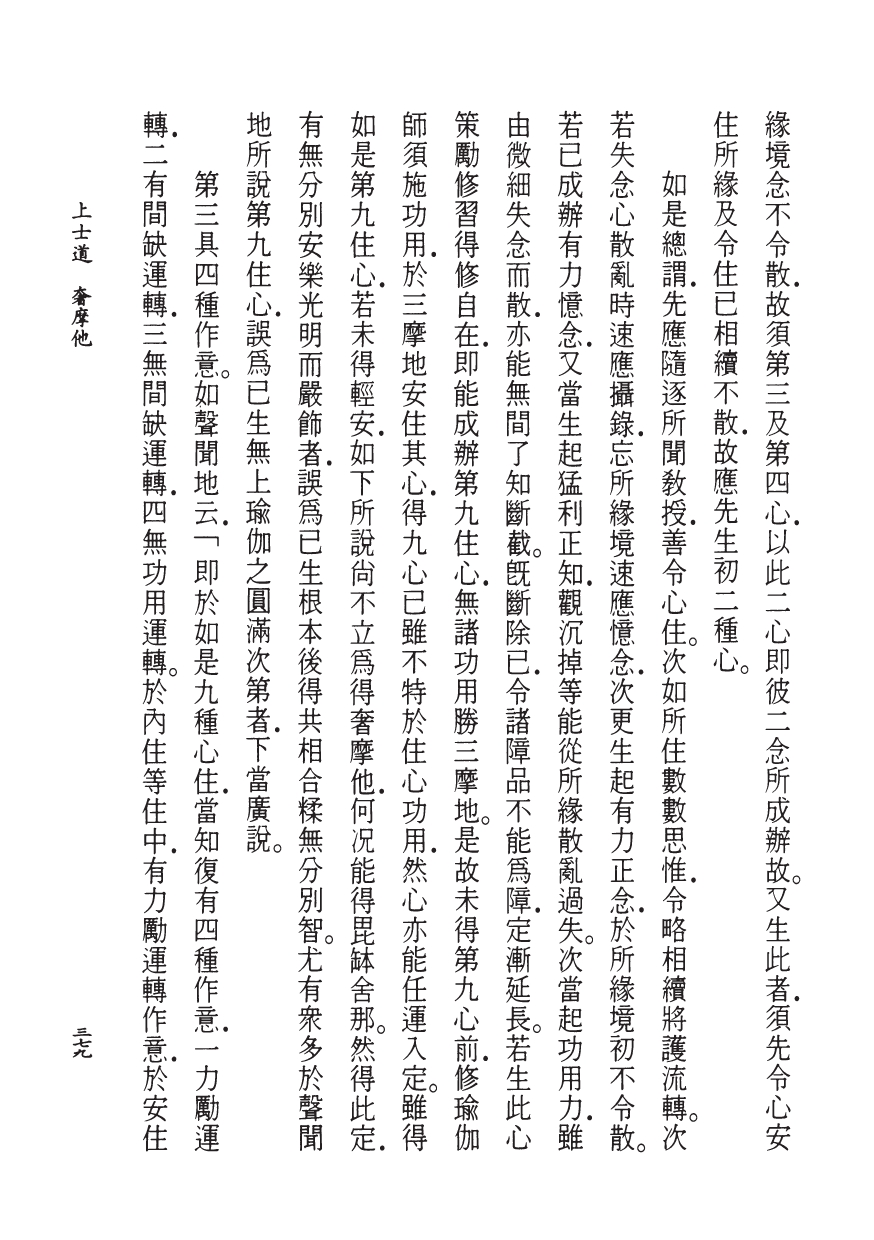 緣境念不令散．故須第三及第四心．以此二心即彼二念所成辦故。又生此者．須先令心安
住所緣及令住已相續不散．故應先生初二種心。
如是總謂．先應隨逐所聞教授．善令心住。次如所住數數思惟．令略相續將護流轉。次
若失念心散亂時速應攝錄．忘所緣境速應憶念．次更生起有力正念．於所緣境初不令散。
若已成辦有力憶念．又當生起猛利正知．觀沉掉等能從所緣散亂過失。次當起功用力．雖
由微細失念而散．亦能無間了知斷截。既斷除已．令諸障品不能爲障．定漸延長。若生此心
策勵修習得修自在．即能成辦第九住心．無諸功用勝三摩地。是故未得第九心前．修瑜伽
師須施功用．於三摩地安住其心．得九心已雖不特於住心功用．然心亦能任運入定。雖得
如是第九住心．若未得輕安．如下所說尚不立爲得奢摩他．何況能得毘缽舍那。然得此定．
有無分別安樂光明而嚴飾者．誤爲已生根本後得共相合糅無分別智。尤有衆多於聲聞
地所說第九住心．誤爲已生無上瑜伽之圓滿次第者．下當廣說。
第三具四種作意。如聲聞地云．「即於如是九種心住．當知復有四種作意．一力勵運
轉．二有間缺運轉．三無間缺運轉．四無功用運轉。於內住等住中．有力勵運轉作意．於安住
上士道　奢摩他
三七九